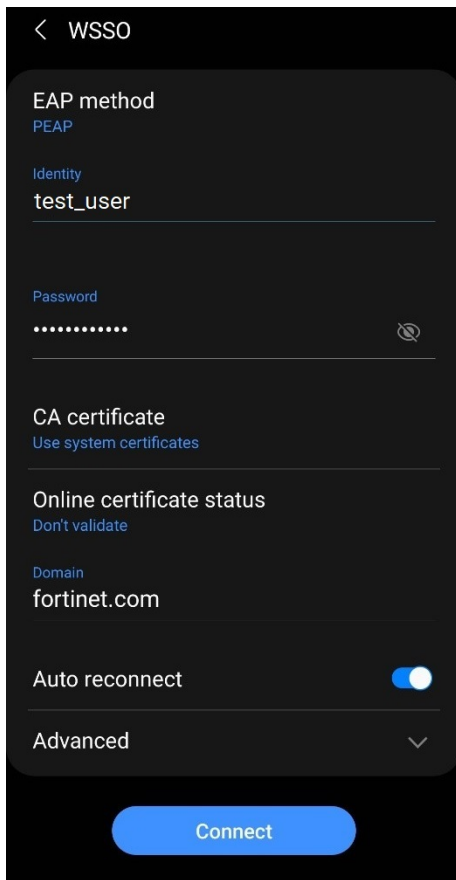 WSSO
EAP method
PEAP
Identity
test_user
Password
••••••••••••
CA certificate
Use system certificates
Online certificate status
Don't validate
Domain
fortinet.com
Auto reconnect
Advanced
Connect